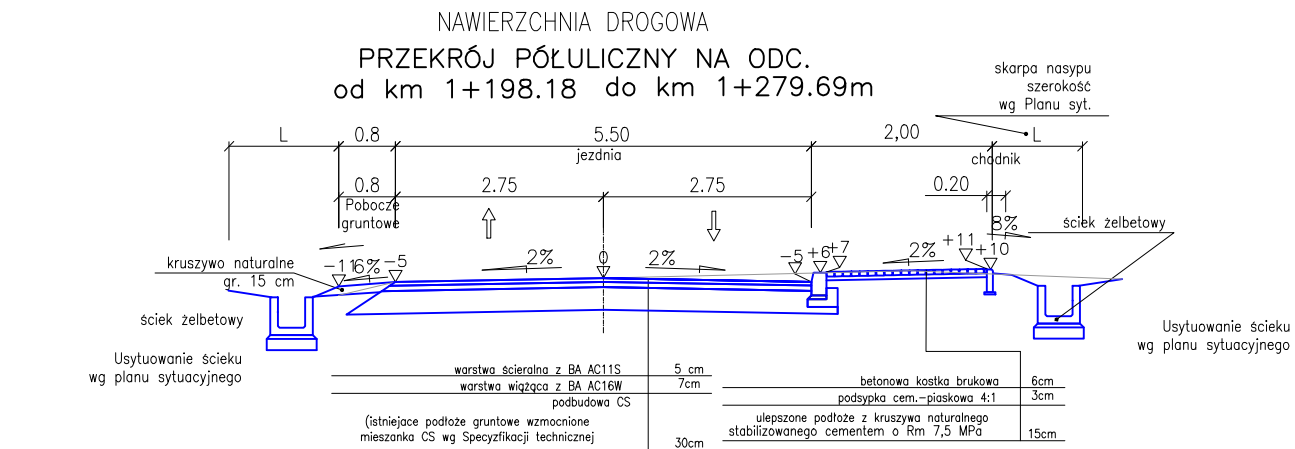 NAWIERZCHNIA DROGOWA
PRZEKRÓJ PÓŁULICZNY NA ODC.
od km 1+198.18 do km 1+279.69m
skarpa nasypu
szerokość
wg Planu syt.
L 0.8 5.50 2,00 L
jezdnia
chodnik
0.8 2.75 2.75 0.20
Pobocze
gruntowe
8% ściek żelbetowy
kruszywo naturalne
gr. 15 cm
-11 6% -5 2% 0 2% -5 +6 +7 2% +11 +10
ściek żelbetowy
Usytuowanie ścieku
wg planu sytuacyjnego
Usytuowanie ścieku
wg planu sytuacyjnego
warstwa ścieralna z BA AC11S 5 cm
warstwa wiążąca z BA AC16W 7cm
podbudowa CS
(istniejace podłoże gruntowe wzmocnione
mieszanka CS wg Specyzfikacji technicznej
30cm
betonowa kostka brukowa 6cm
podsypka cem.-piaskowa 4:1 3cm
ulepszone podłoże z kruszywa naturalnego
stabilizowanego cementem o Rm 7,5 MPa 15cm